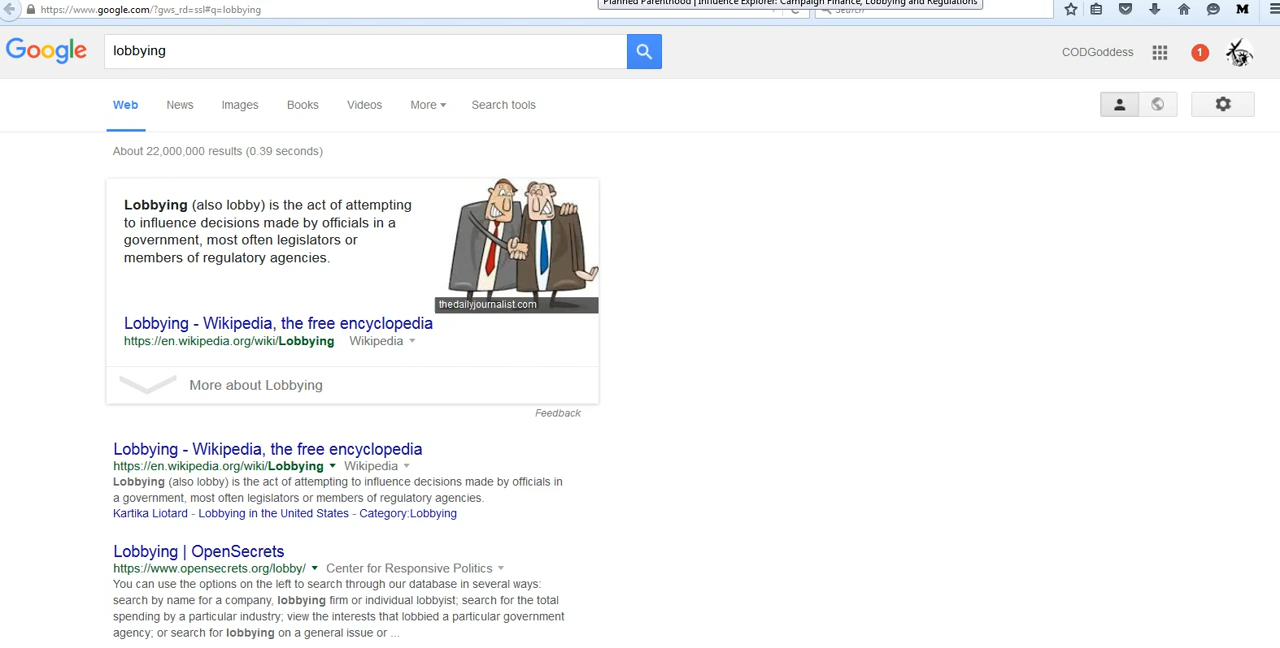 Planned Parenthood | Influence Explorer: Campaign Finance, Lobbying and Regulations
https://www.google.com/?gws_rd=ssl#q=lobbying
Search
M
Google
lobbying
CODGoddess
1
Web News Images Books Videos More Search tools
About 22,000,000 results (0.39 seconds)
Lobbying (also lobby) is the act of attempting
to influence decisions made by officials in a
government, most often legislators or
members of regulatory agencies.
thedailyjournalist.com
Lobbying - Wikipedia, the free encyclopedia
https://en.wikipedia.org/wiki/Lobbying Wikipedia
More about Lobbying
Feedback
Lobbying - Wikipedia, the free encyclopedia
https://en.wikipedia.org/wiki/Lobbying Wikipedia
Lobbying (also lobby) is the act of attempting to influence decisions made by officials in
a government, most often legislators or members of regulatory agencies.
Kartika Liotard - Lobbying in the United States - Category:Lobbying
Lobbying | OpenSecrets
https://www.opensecrets.org/lobby/ Center for Responsive Politics
You can use the options on the left to search through our database in several ways:
search by name for a company, lobbying firm or individual lobbyist; search for the total
spending by a particular industry; view the interests that lobbied a particular government
agency; or search for lobbying on a general issue or ...